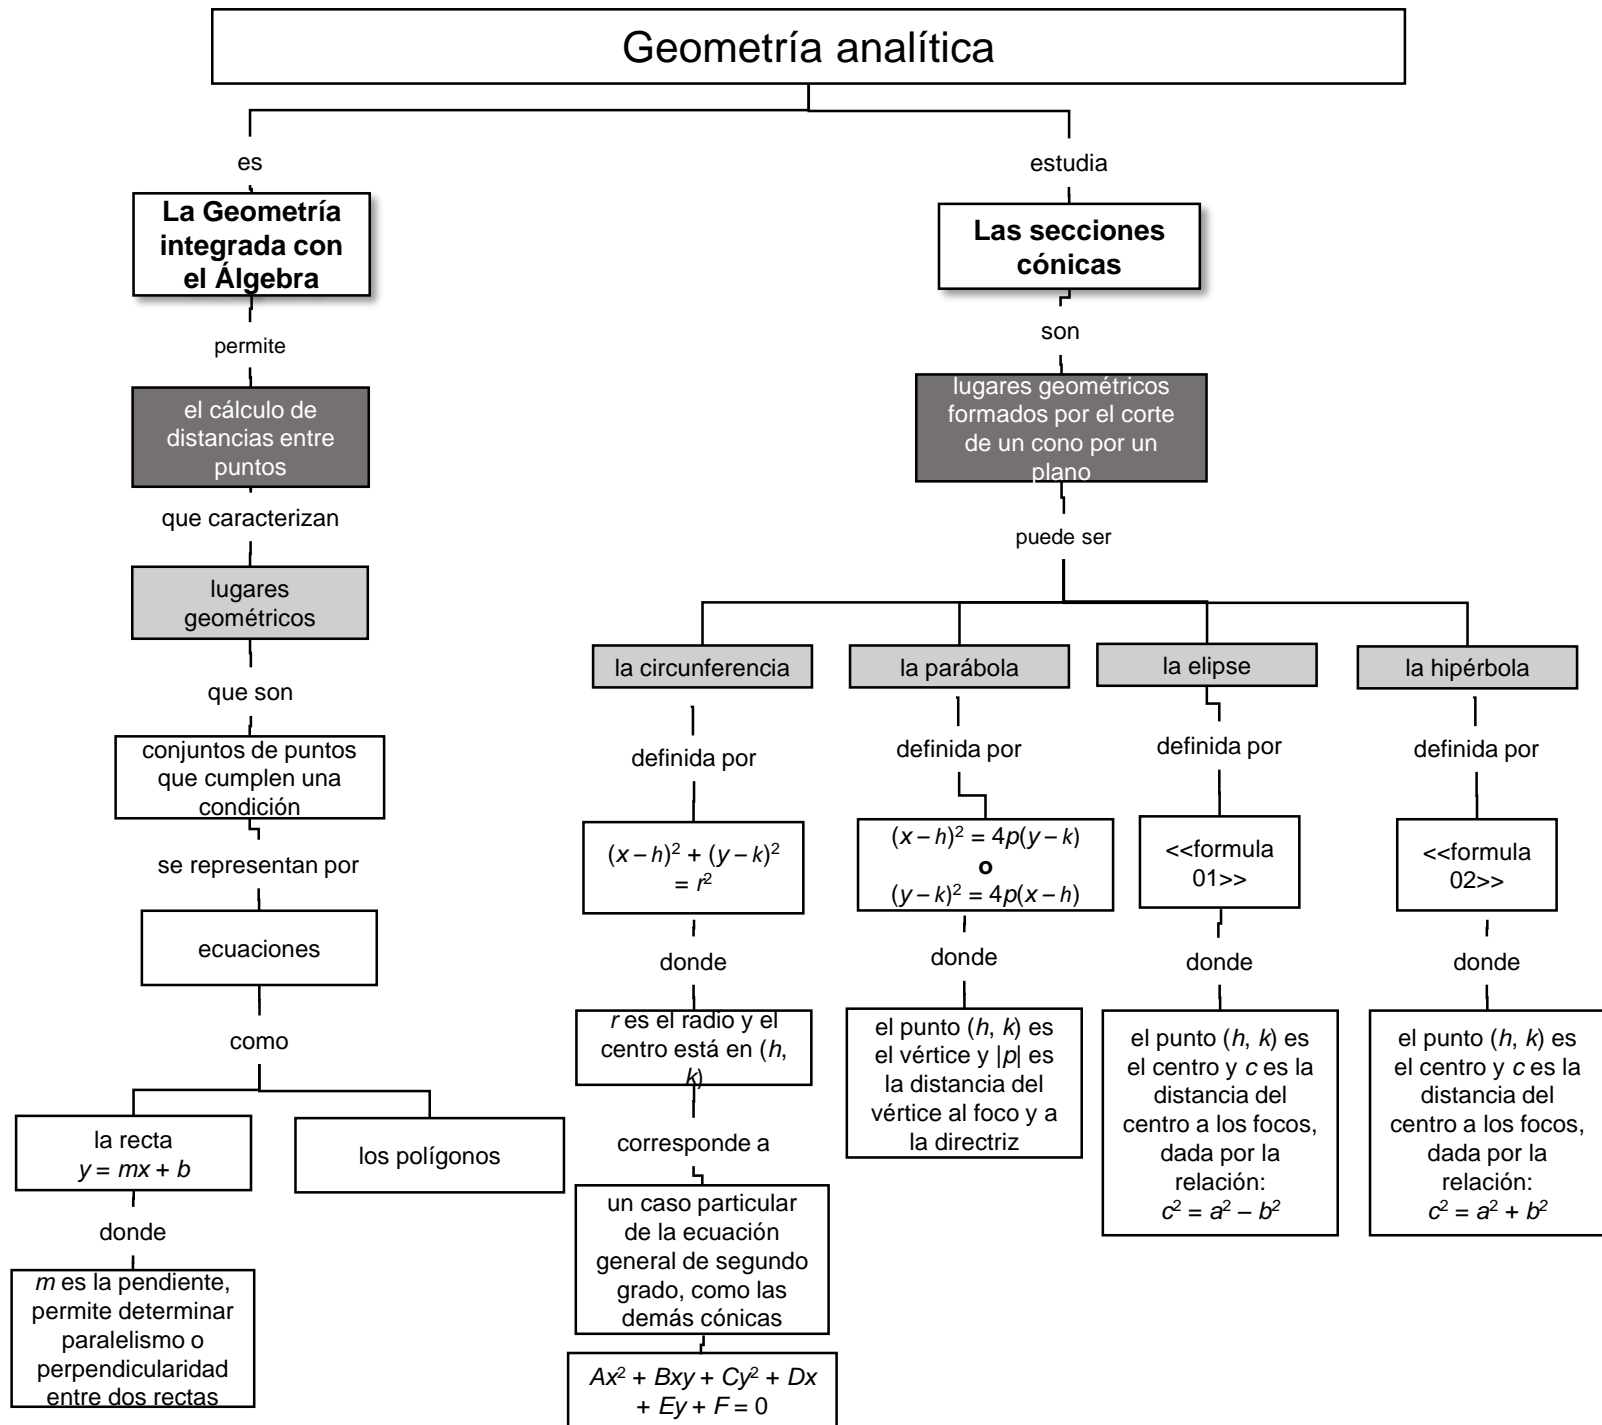 Geometría analítica
es
La Geometría
integrada con
el Álgebra
permite
el cálculo de
distancias entre
puntos
que caracterizan
lugares
geométricos
que son
conjuntos de puntos
que cumplen una
condición
se representan por
ecuaciones
como
la recta
y = mx + b
donde
m es la pendiente,
permite determinar
paralelismo o
perpendicularidad
entre dos rectas
los polígonos
estudia
Las secciones
cónicas
son
lugares geométricos
formados por el corte
de un cono por un
plano
puede ser
la circunferencia
definida por
(x – h)² + (y – k)²
= r²
donde
r es el radio y el
centro está en (h,
k)
corresponde a
un caso particular
de la ecuación
general de segundo
grado, como las
demás cónicas
Ax² + Bxy + Cy² + Dx
+ Ey + F = 0
la parábola
definida por
(x – h)² = 4p(y – k)
o
(y – k)² = 4p(x – h)
donde
el punto (h, k) es
el vértice y |p| es
la distancia del
vértice al foco y a
la directriz
la elipse
definida por
<<formula
01>>
donde
el punto (h, k) es
el centro y c es la
distancia del
centro a los focos,
dada por la
relación:
c² = a² – b²
la hipérbola
definida por
<<formula
02>>
donde
el punto (h, k) es
el centro y c es la
distancia del
centro a los focos,
dada por la
relación:
c² = a² + b²